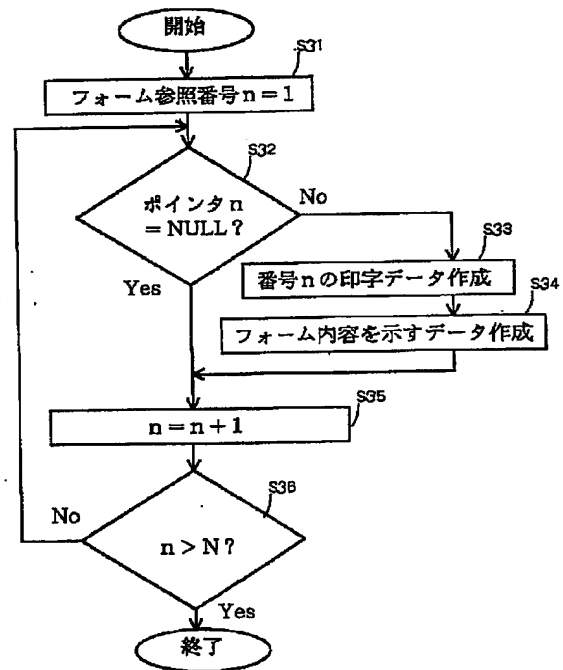 開始
S31
フォーム参照番号n=1
S32
ポインタn
=NULL?
No
Yes
S33
番号nの印字データ作成
S34
フォーム内容を示すデータ作成
S35
n=n+1
S36
No
n>N?
Yes
終了